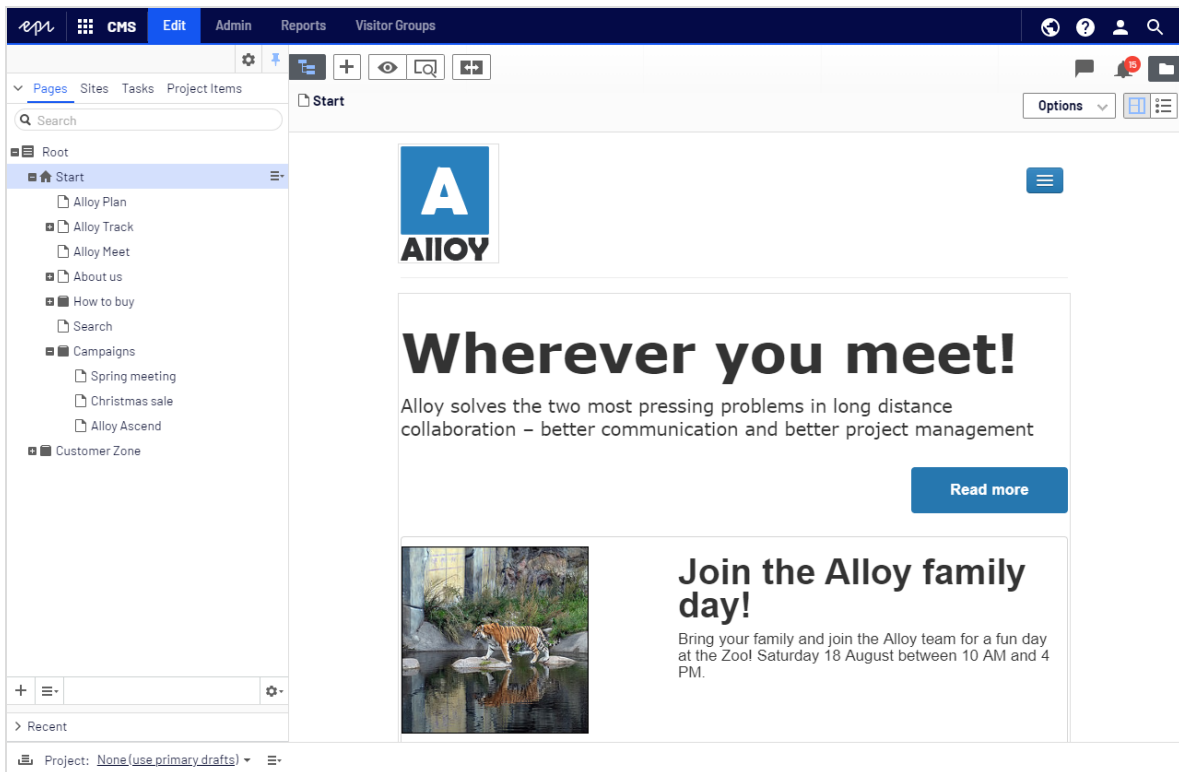 epi CMS Edit Admin Reports Visitor Groups
15
Pages Sites Tasks Project Items
Start
Options
Search
Root
Start
Alloy Plan
Alloy Track
Alloy Meet
About us
How to buy
Search
Campaigns
Spring meeting
Christmas sale
Alloy Ascend
Customer Zone
Recent
Project: None (use primary drafts)
A
Alloy
Wherever you meet!
Alloy solves the two most pressing problems in long distance
collaboration – better communication and better project management
Read more
Join the Alloy family
day!
Bring your family and join the Alloy team for a fun day
at the Zoo! Saturday 18 August between 10 AM and 4
PM.